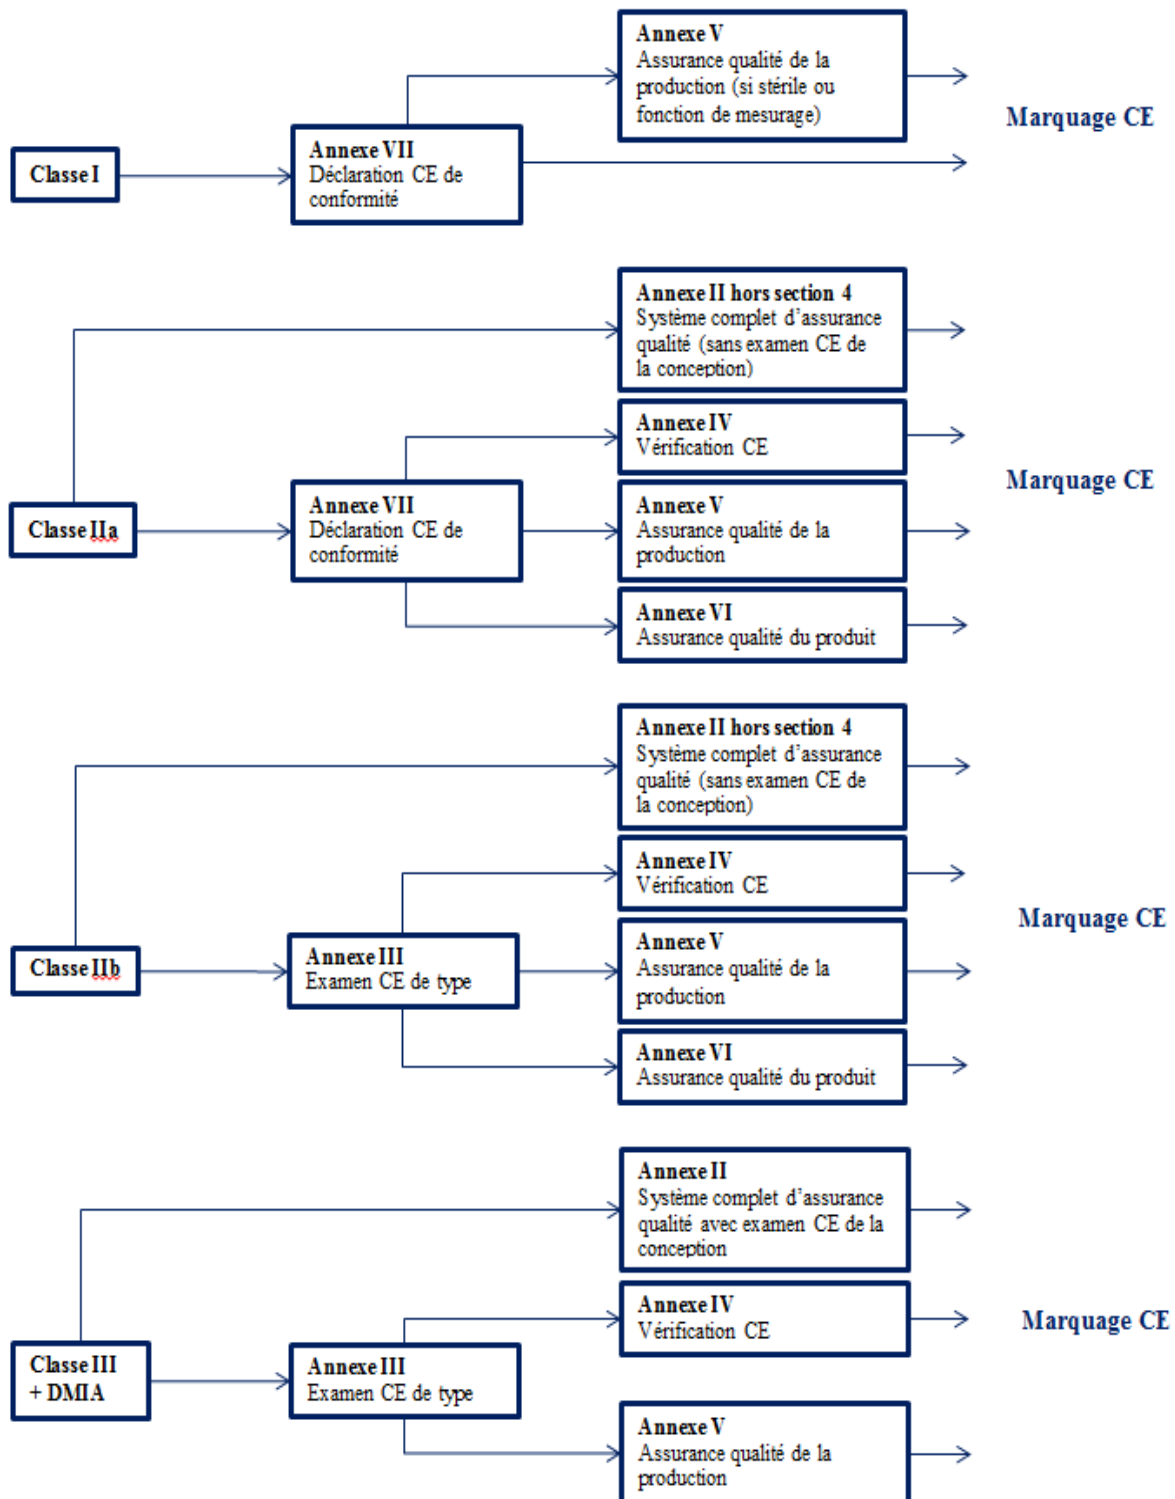 Annexe V
Assurance qualité de la
production (si stérile ou
fonction de mesurage)
Marquage CE
Classe I
Annexe VII
Déclaration CE de
conformité
Annexe II hors section 4
Système complet d'assurance
qualité (sans examen CE de
la conception)
Annexe IV
Vérification CE
Marquage CE
Classe IIa
Annexe VII
Déclaration CE de
conformité
Annexe V
Assurance qualité de la
production
Annexe VI
Assurance qualité du produit
Annexe II hors section 4
Système complet d'assurance
qualité (sans examen CE de
la conception)
Annexe IV
Vérification CE
Marquage CE
Classe IIb
Annexe III
Examen CE de type
Annexe V
Assurance qualité de la
production
Annexe VI
Assurance qualité du produit
Annexe II
Système complet d'assurance
qualité avec examen CE de la
conception
Annexe IV
Vérification CE
Marquage CE
Classe III
+ DMIA
Annexe III
Examen CE de type
Annexe V
Assurance qualité de la
production